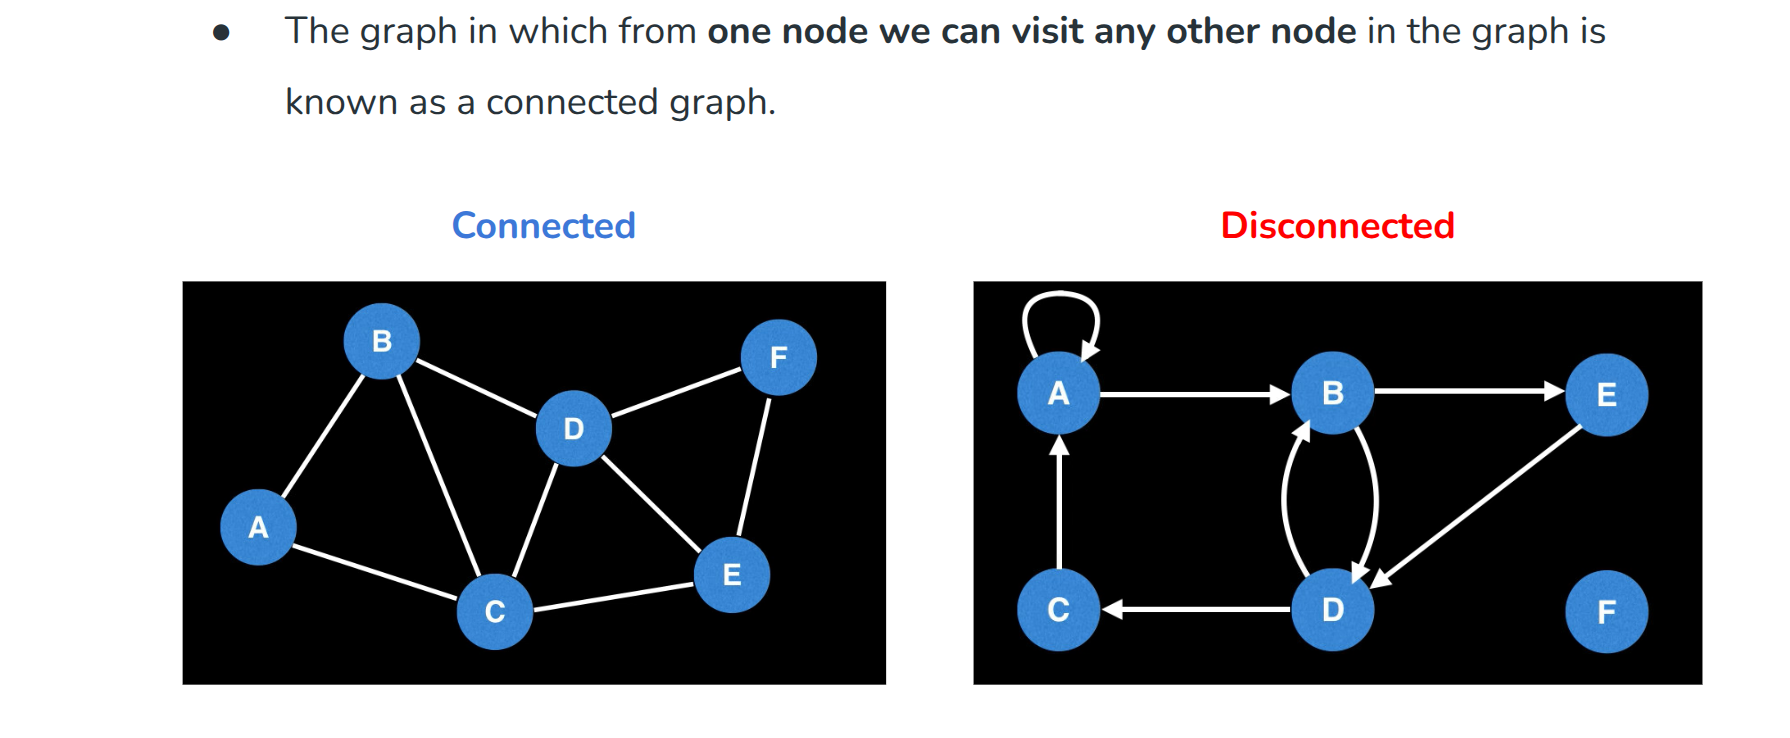 ● The graph in which from one node we can visit any other node in the graph is
known as a connected graph.
Connected
Disconnected
B
F
D
A
E
C
A
B
E
C
D
F